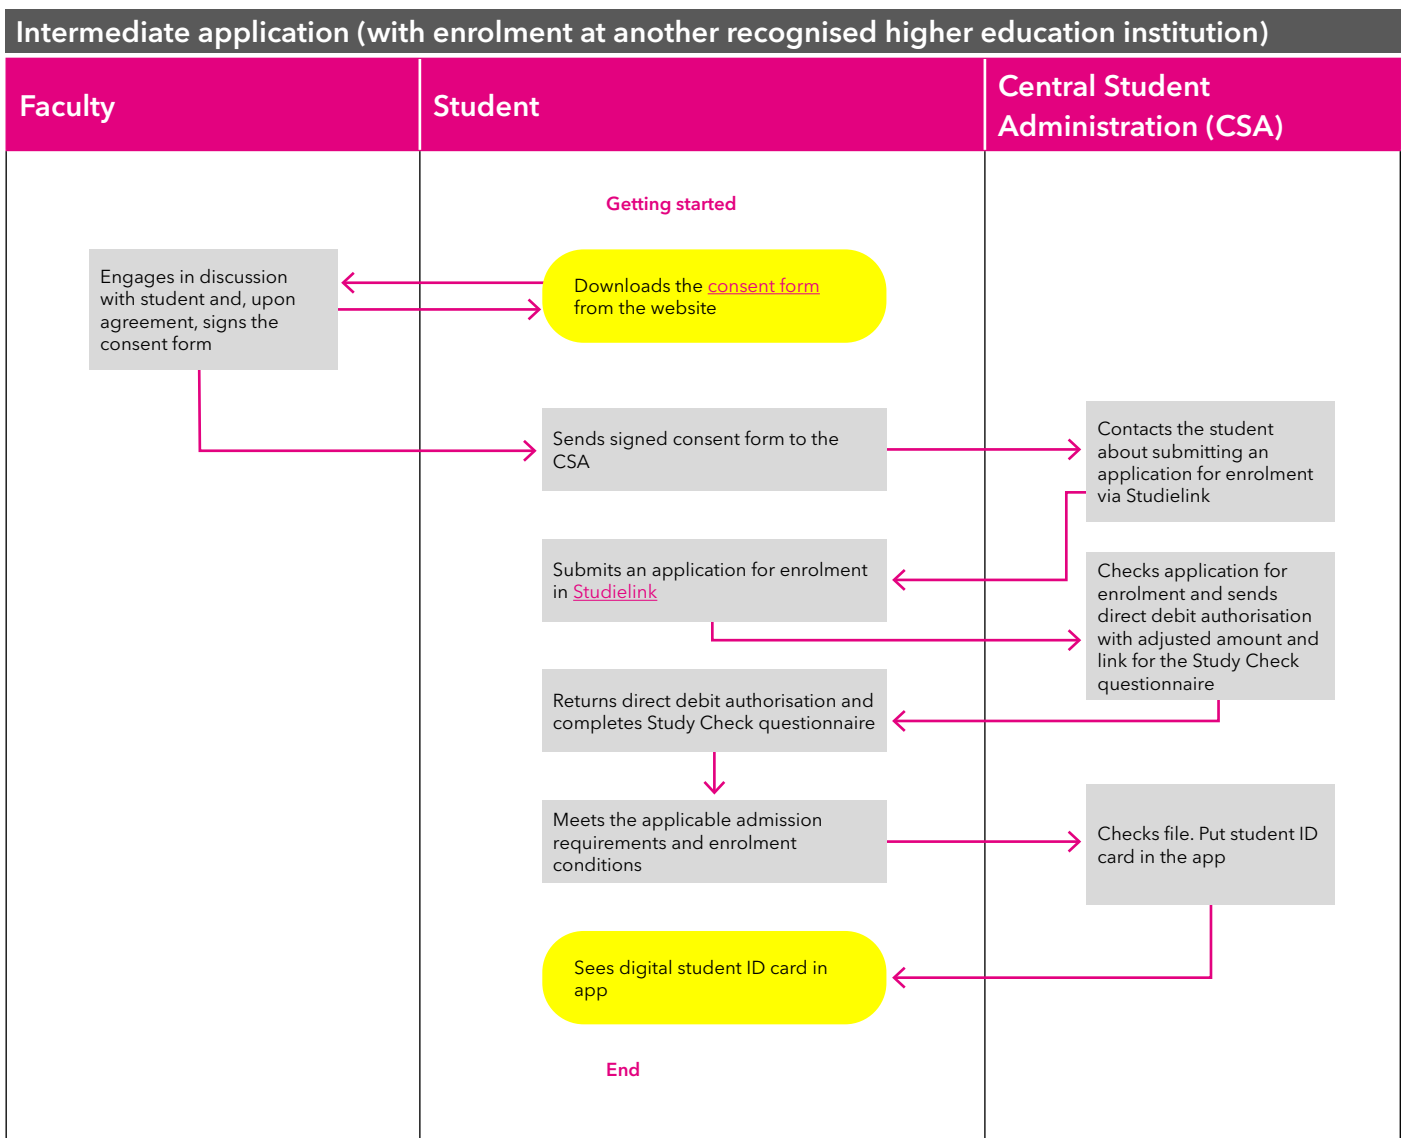 Intermediate application (with enrolment at another recognised higher education institution)
Faculty
Student
Central Student
Administration (CSA)
Getting started
Engages in discussion
with student and, upon
agreement, signs the
consent form
Downloads the consent form
from the website
Sends signed consent form to the
CSA
Contacts the student
about submitting an
application for enrolment
via Studielink
Submits an application for enrolment
in Studielink
Checks application for
enrolment and sends
direct debit authorisation
with adjusted amount and
link for the Study Check
questionnaire
Returns direct debit authorisation and
completes Study Check questionnaire
Meets the applicable admission
requirements and enrolment
conditions
Checks file. Put student ID
card in the app
Sees digital student ID card in
app
End